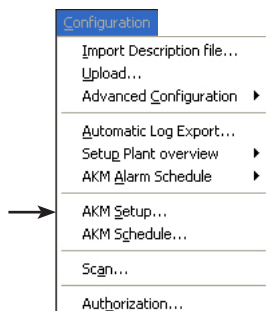 Configuration
Import Description file...
Upload...
Advanced Configuration
Automatic Log Export...
Setup Plant overview
AKM Alarm Schedule
AKM Setup...
AKM Schedule...
Scan...
Authorization...